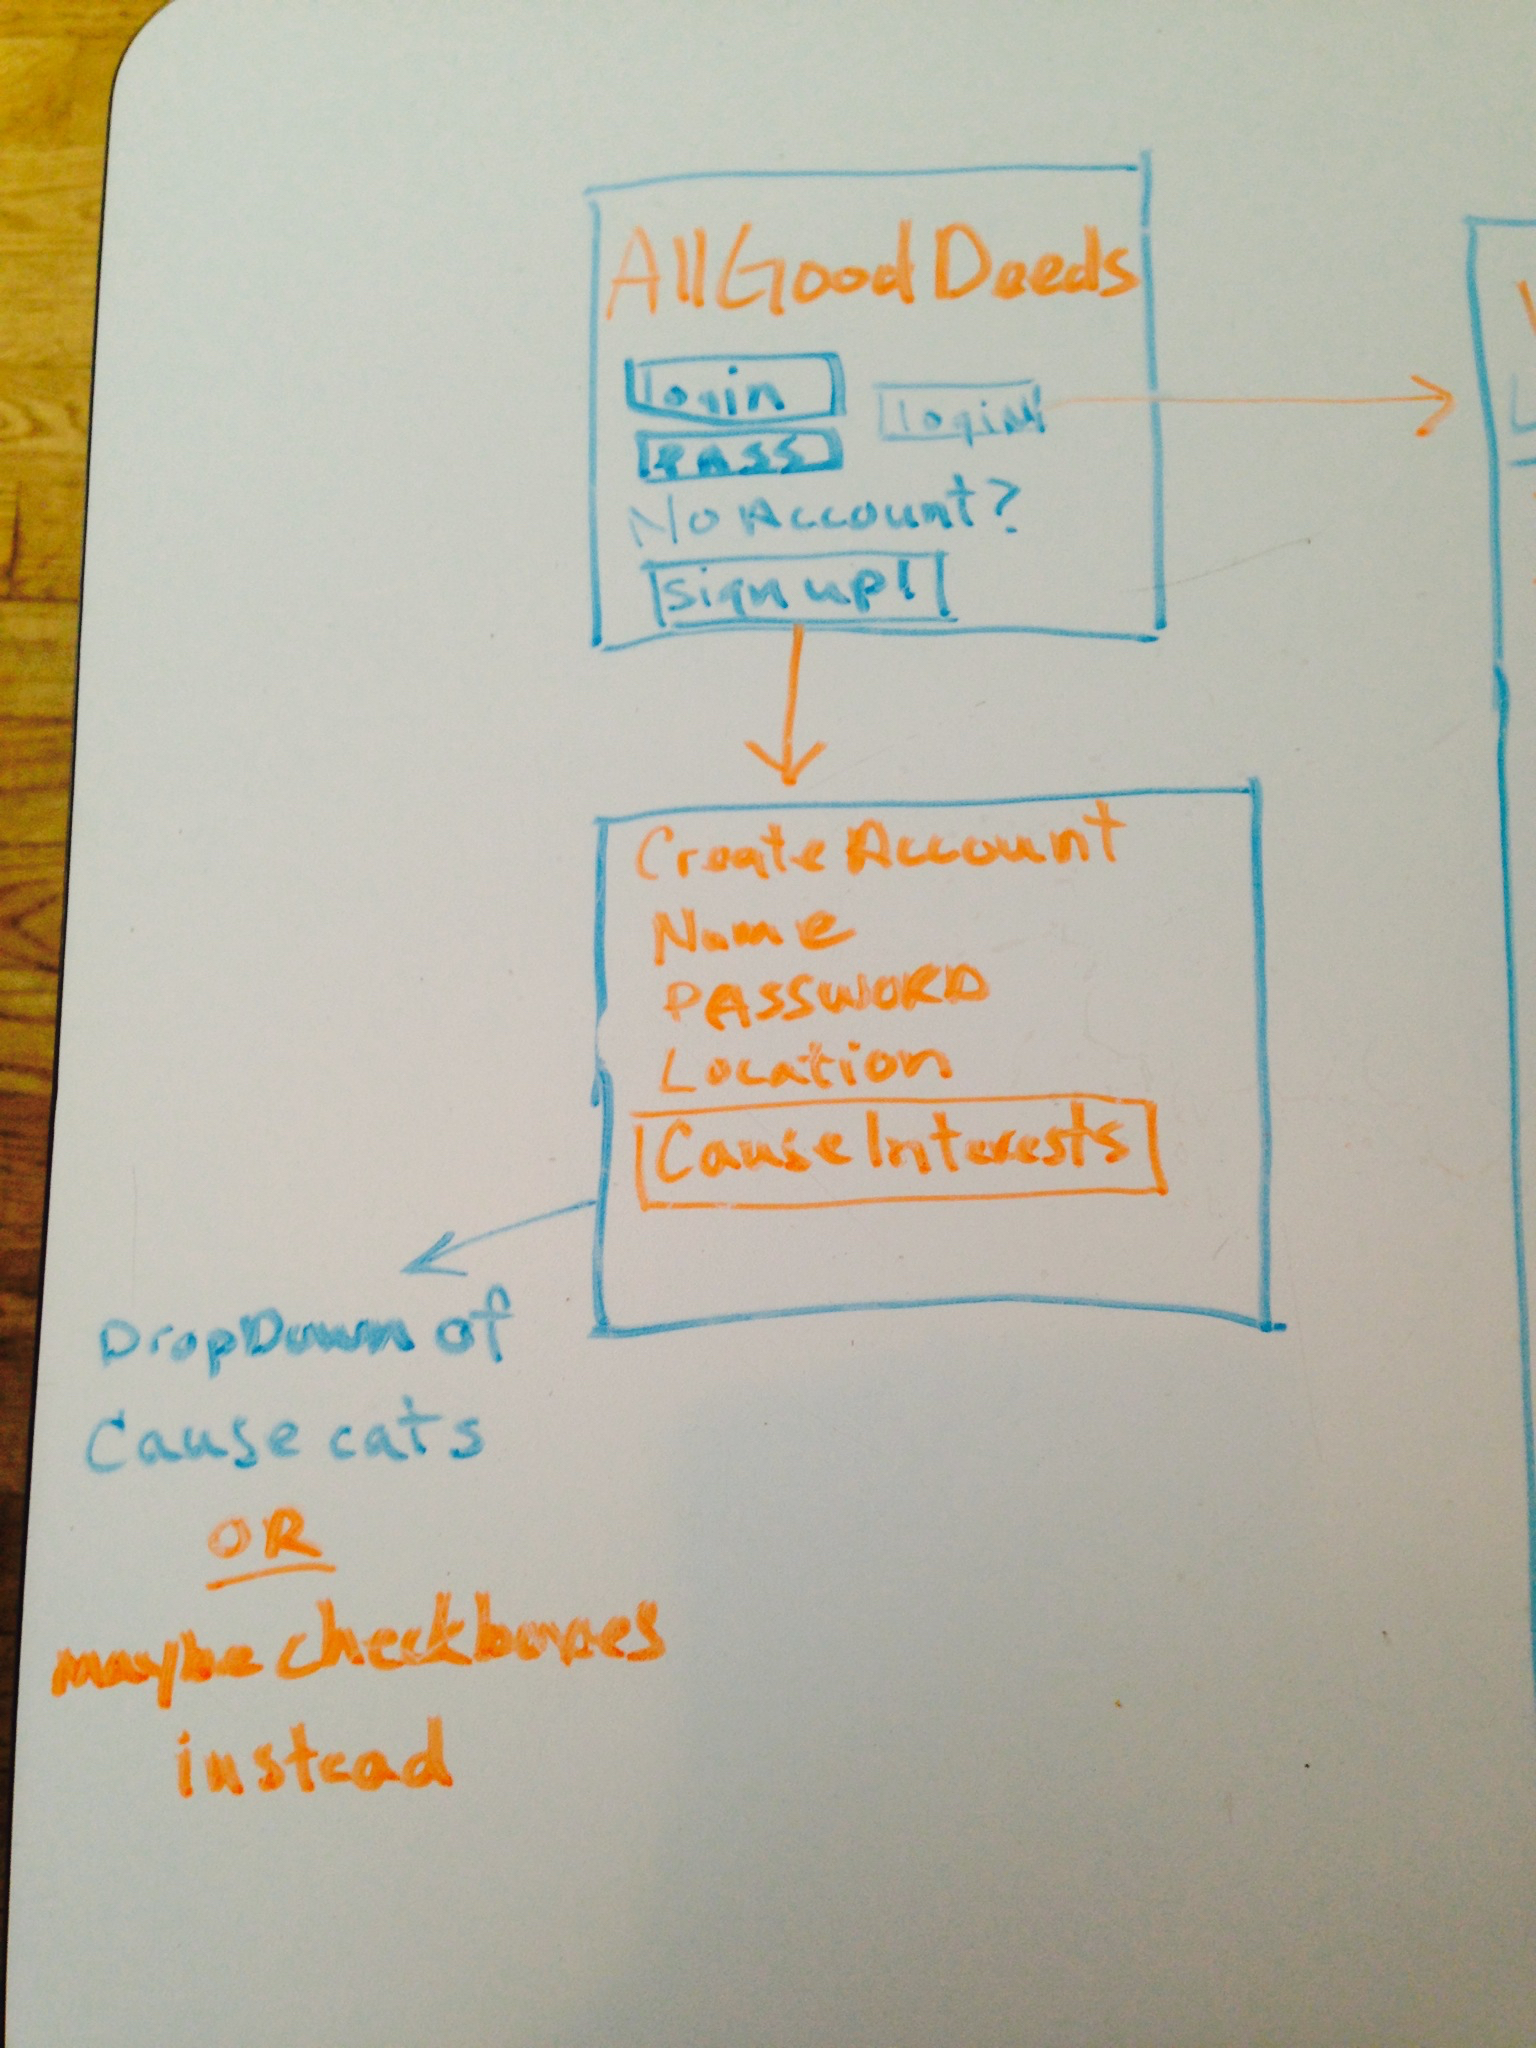 AllGoodDeeds
login
login
pass
No Account?
sign up!
Create Account
Name
PASSWORD
Location
Cause Interests
DropDown of
Cause cats
OR
maybe checkboxes
instead